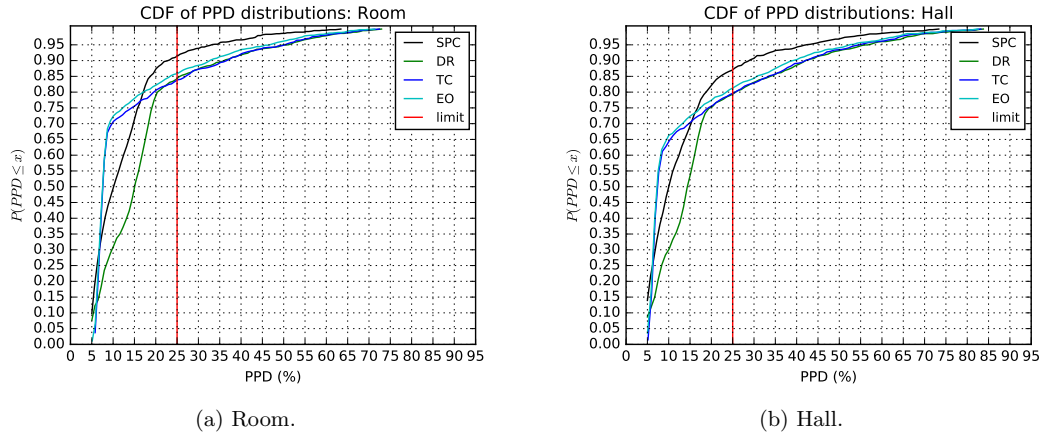 CDF of PPD distributions: Room
0.95
0.90
0.85
0.80
0.75
0.70
0.65
0.60
0.55
0.50
0.45
0.40
0.35
0.30
0.25
0.20
0.15
0.10
0.05
0.00
P(PPD ≤ x)
SPC
DR
TC
EO
limit
0 5 10 15 20 25 30 35 40 45 50 55 60 65 70 75 80 85 90 95
PPD (%)
(a) Room.
CDF of PPD distributions: Hall
0.95
0.90
0.85
0.80
0.75
0.70
0.65
0.60
0.55
0.50
0.45
0.40
0.35
0.30
0.25
0.20
0.15
0.10
0.05
0.00
P(PPD ≤ x)
SPC
DR
TC
EO
limit
0 5 10 15 20 25 30 35 40 45 50 55 60 65 70 75 80 85 90 95
PPD (%)
(b) Hall.